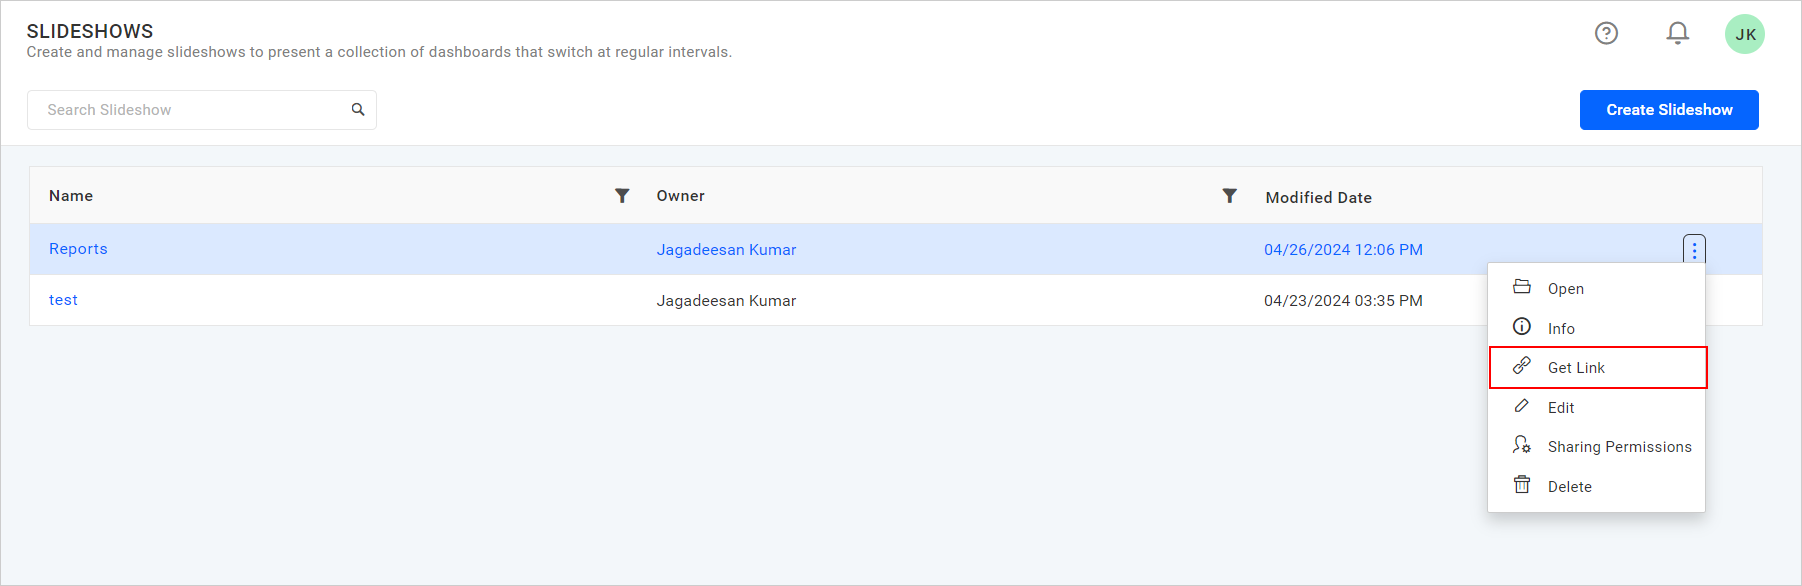 SLIDESHOWS
Create and manage slideshows to present a collection of dashboards that switch at regular intervals.
JK
Search Slideshow
Create Slideshow
Name Owner Modified Date
Reports Jagadeesan Kumar 04/26/2024 12:06 PM
test Jagadeesan Kumar 04/23/2024 03:35 PM
Open
Info
Get Link
Edit
Sharing Permissions
Delete